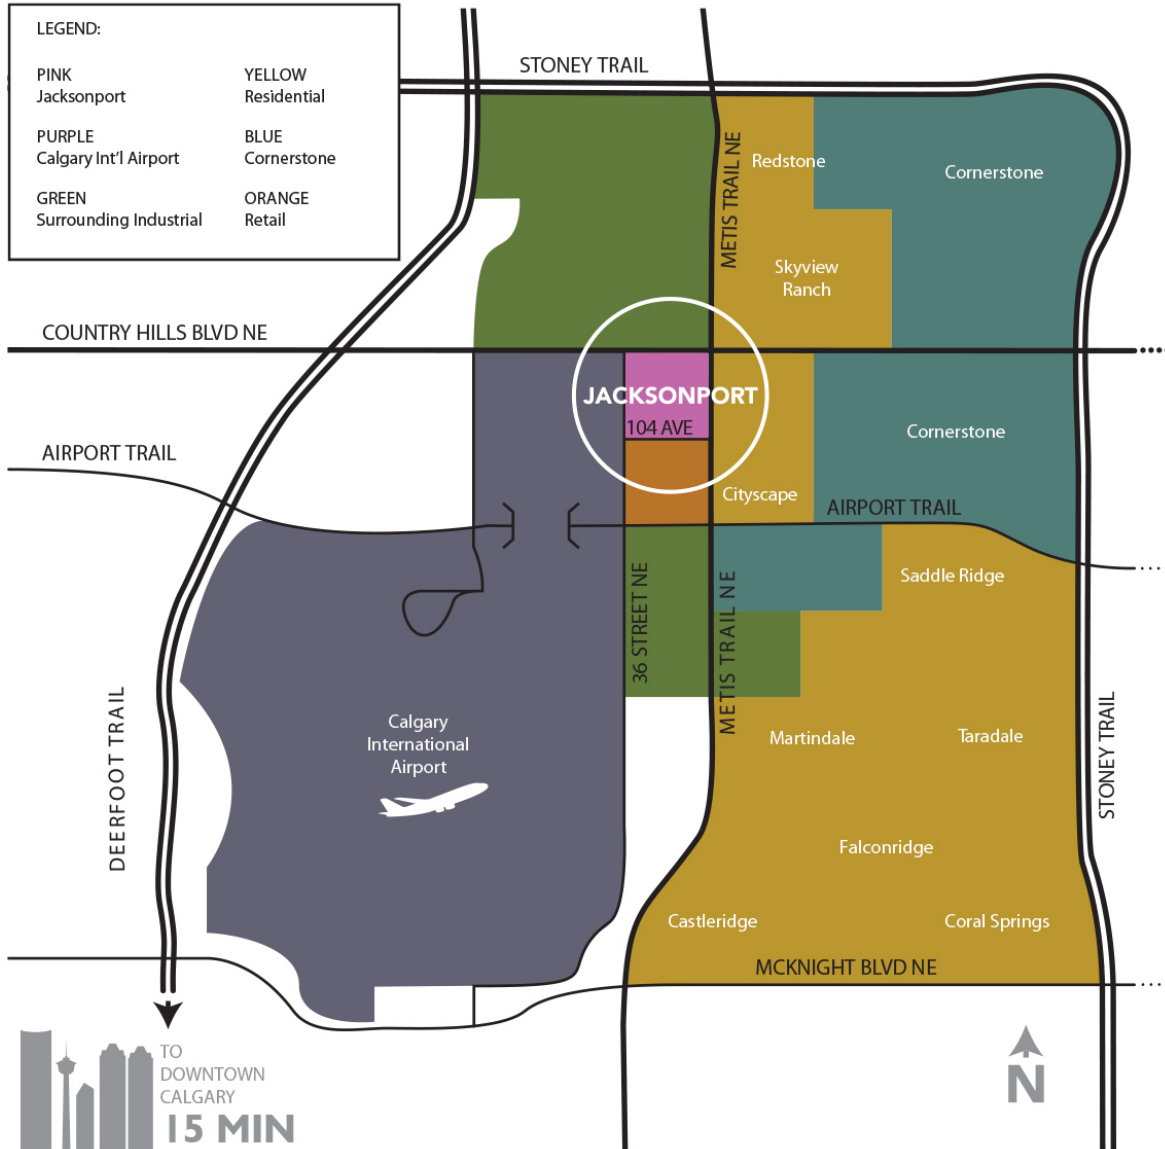 LEGEND:
PINK
Jacksonport
YELLOW
Residential
PURPLE
Calgary Int'l Airport
BLUE
Cornerstone
GREEN
Surrounding Industrial
ORANGE
Retail
STONEY TRAIL
METIS TRAIL NE
Redstone
Cornerstone
Skyview
Ranch
COUNTRY HILLS BLVD NE
JACKSONPORT
104 AVE
Cornerstone
AIRPORT TRAIL
Cityscape
AIRPORT TRAIL
36 STREET NE
METIS TRAIL NE
Saddle Ridge
DEERFOOT TRAIL
Calgary
International
Airport
Martindale
Taradale
STONEY TRAIL
Falconridge
Castleridge
Coral Springs
MCKNIGHT BLVD NE
TO
DOWNTOWN
CALGARY
15 MIN
N